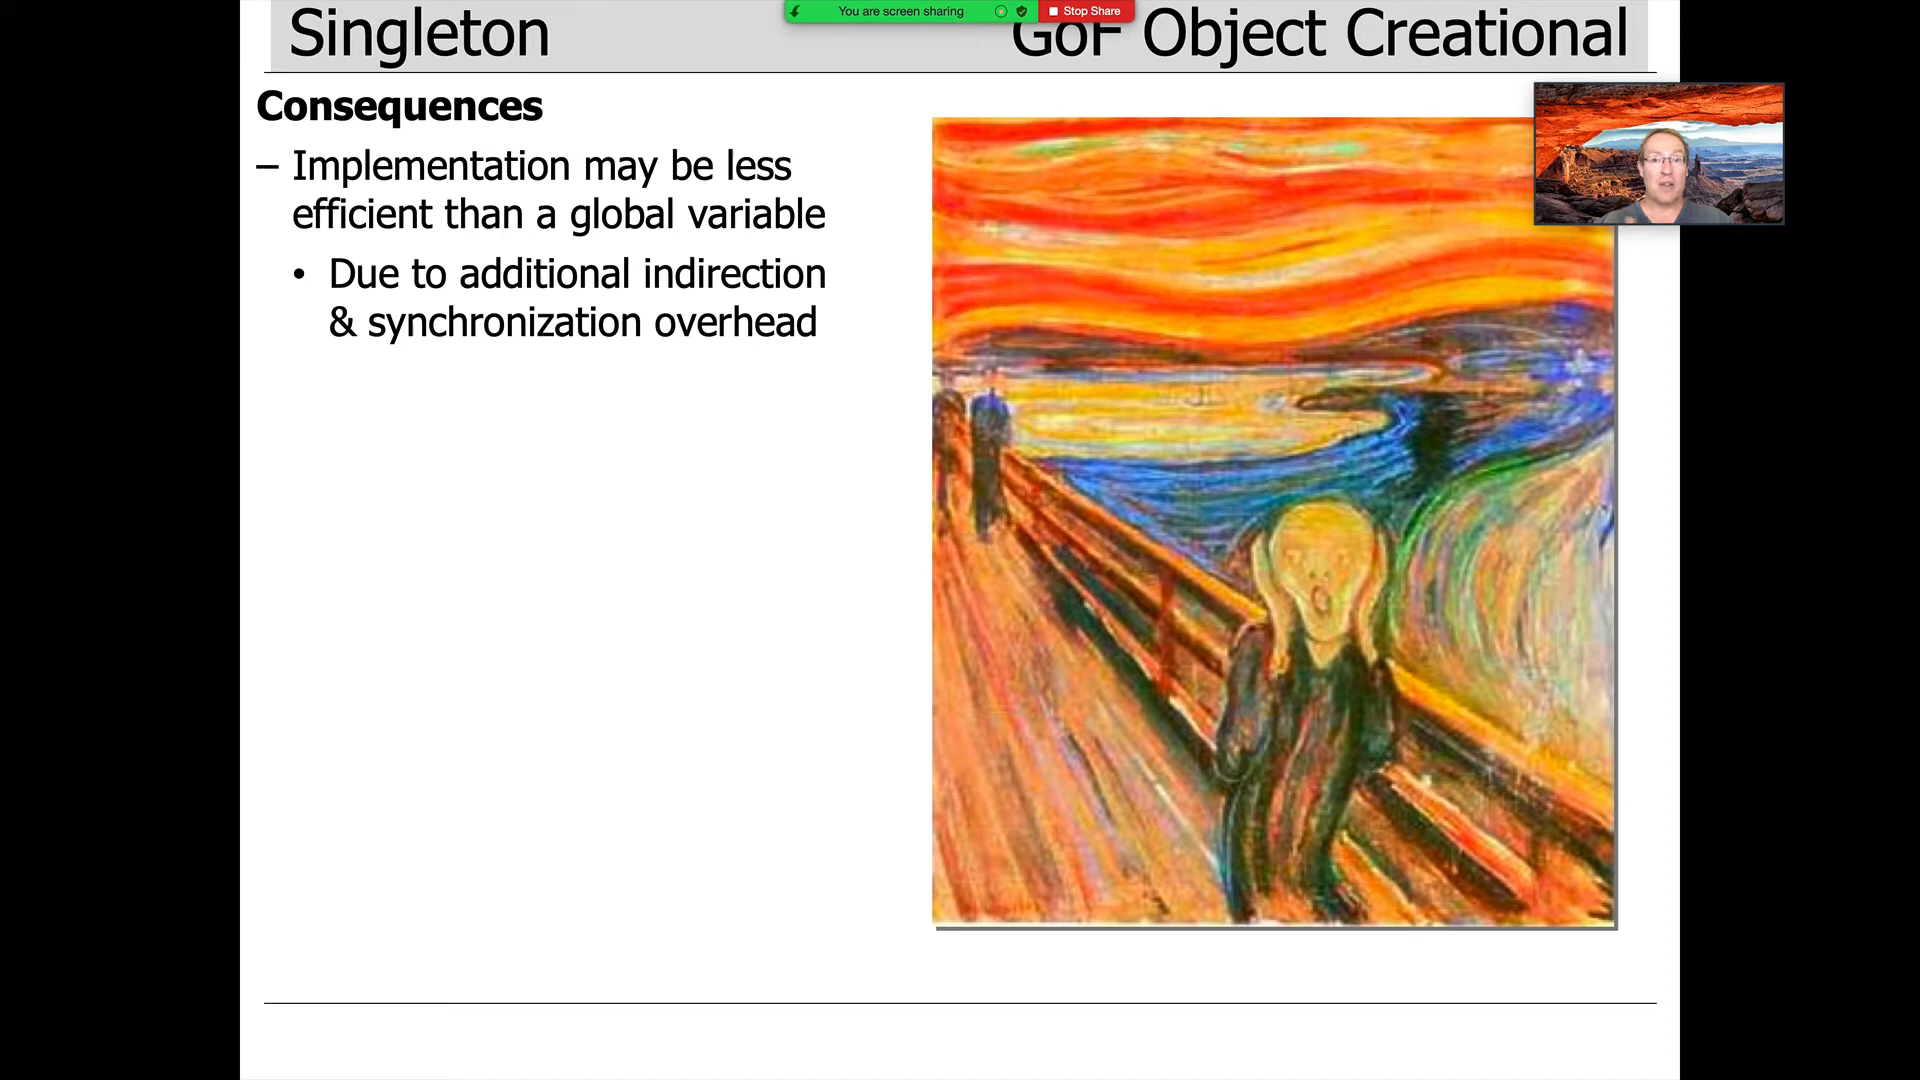 You are screen sharing
Stop Share
Singleton
GoF Object Creational
Consequences
– Implementation may be less
efficient than a global variable
• Due to additional indirection
& synchronization overhead